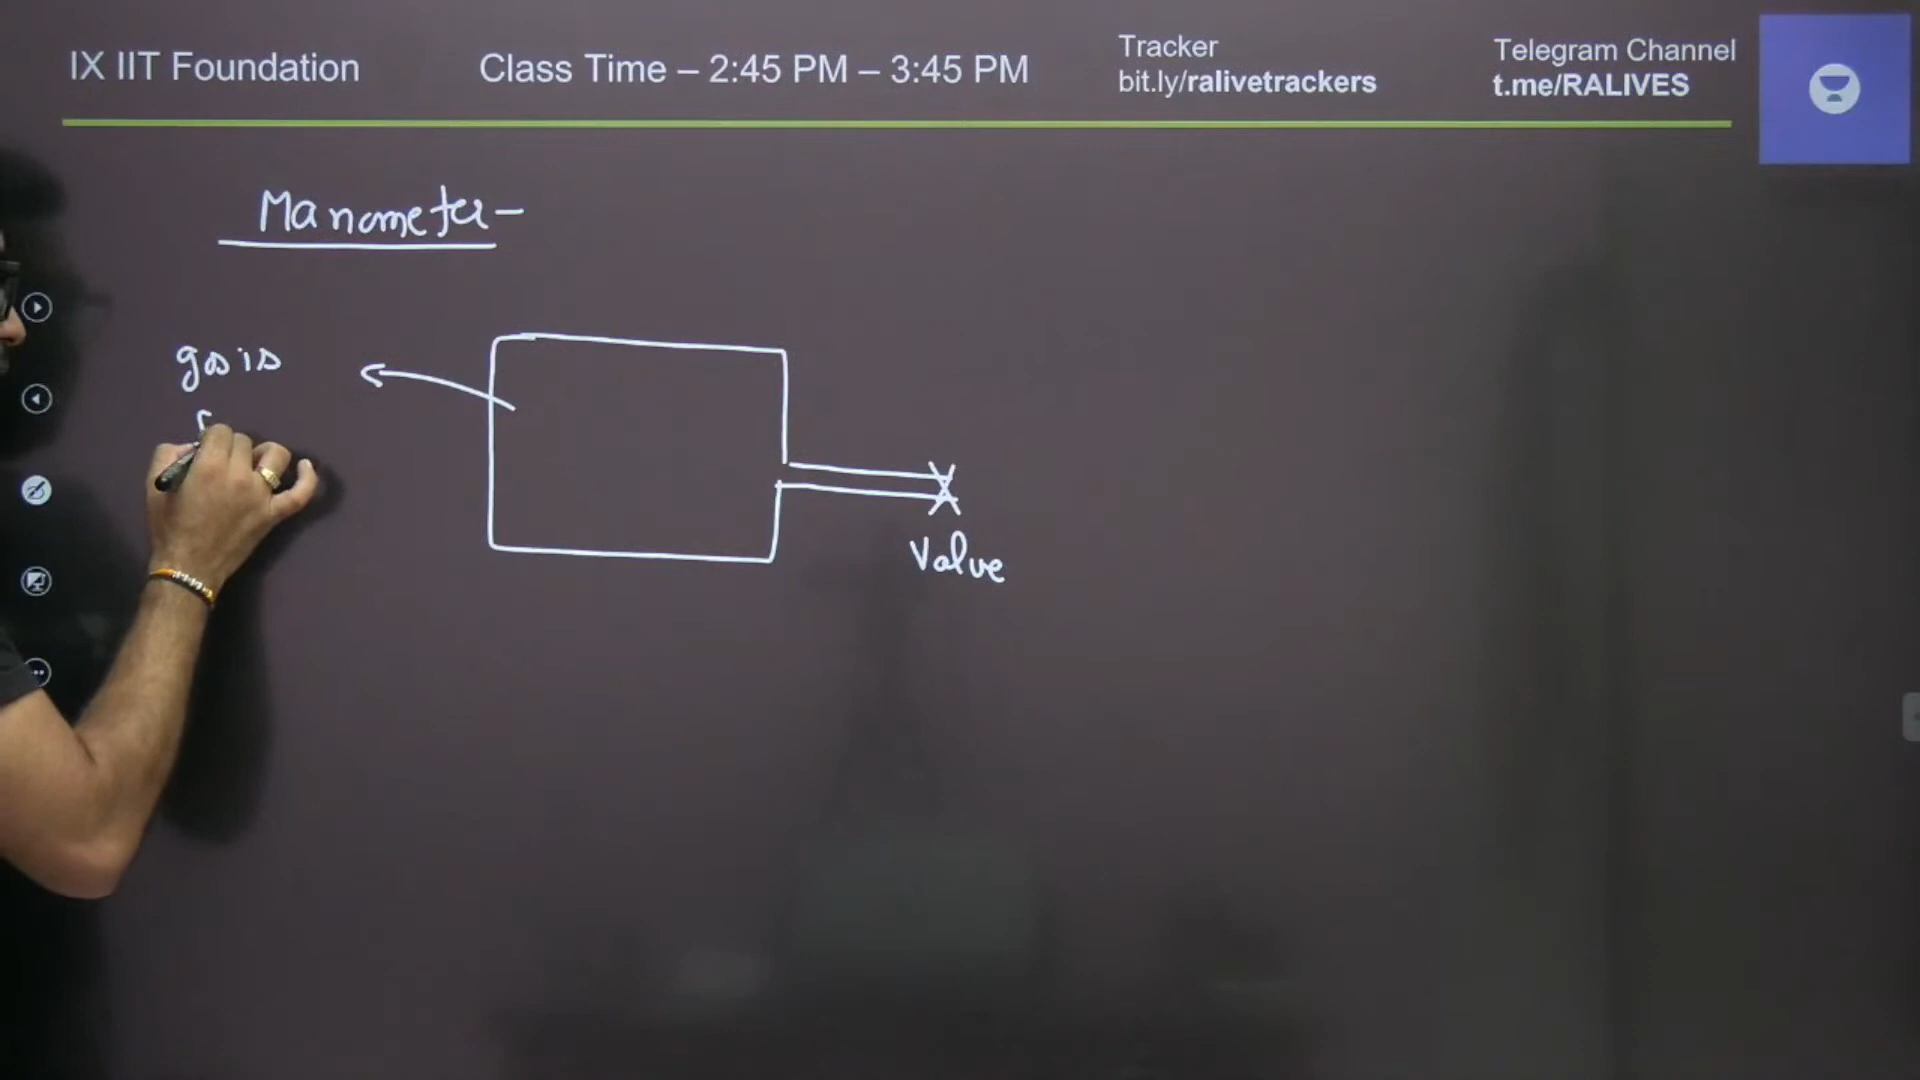 IX IIT Foundation
Class Time – 2:45 PM – 3:45 PM
Tracker
bit.ly/ralivetrackers
Telegram Channel
t.me/RALIVES
Manometer –
gas is
Valve